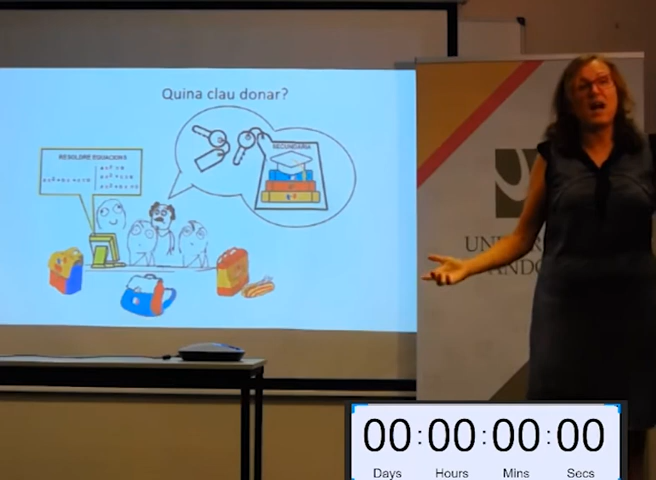 Quina clau donar?
RESOLDRE EQUACIONS
SECUNDÀRIA
00:00:00:00
Days Hours Mins Secs